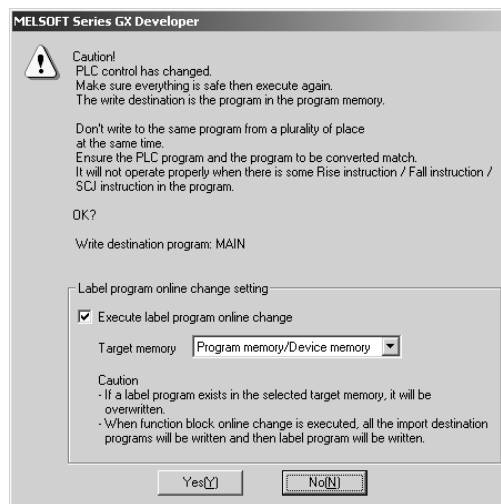 MELSOFT Series GX Developer
Caution!
PLC control has changed.
Make sure everything is safe then execute again.
The write destination is the program in the program memory.
Don't write to the same program from a plurality of place
at the same time.
Ensure the PLC program and the program to be converted match.
It will not operate properly when there is some Rise instruction / Fall instruction /
SCJ instruction in the program.
OK?
Write destination program: MAIN
Label program online change setting
Execute label program online change
Target memory Program memory/Device memory
Caution
- If a label program exists in the selected target memory, it will be
overwritten.
- When function block online change is executed, all the import destination
programs will be written and then label program will be written.
Yes(Y) No(N)